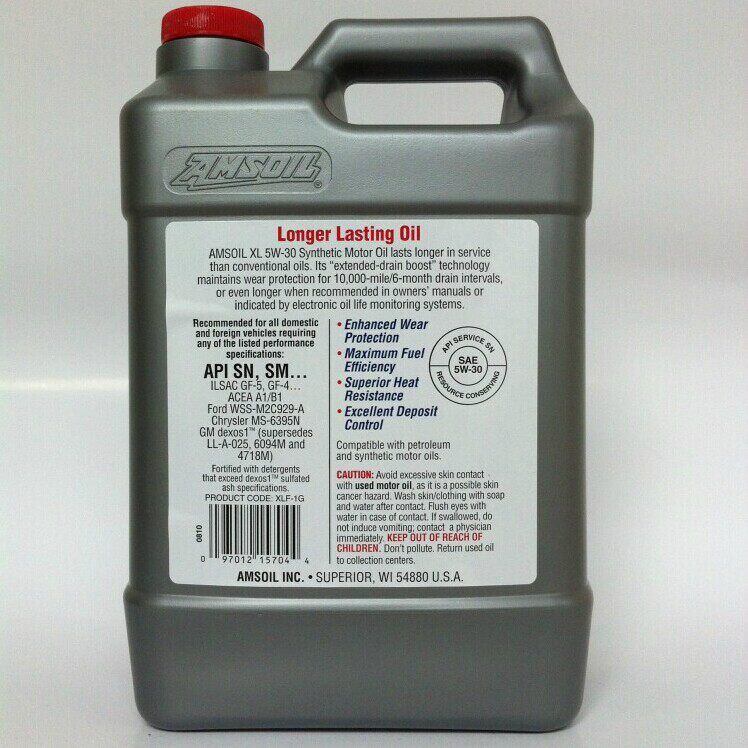 AMSOIL®
Longer Lasting Oil
AMSOIL XL 5W-30 Synthetic Motor Oil lasts longer in service
than conventional oils. Its “extended-drain boost” technology
maintains wear protection for 10,000-mile/6-month drain intervals,
or even longer when recommended in owners’ manuals or
indicated by electronic oil life monitoring systems.
Recommended for all domestic
and foreign vehicles requiring
any of the listed performance
specifications:
API SN, SM...
ILSAC GF-5, GF-4...
ACEA A1/B1
Ford WSS-M2C929-A
Chrysler MS-6395N
GM dexos1™ (supersedes
LL-A-025, 6094M and
4718M)
Fortified with detergents
that exceed dexos1™ sulfated
ash specifications.
PRODUCT CODE: XLF-1G
0810
0 97012 15704 4
• Enhanced Wear
Protection
• Maximum Fuel
Efficiency
• Superior Heat
Resistance
• Excellent Deposit
Control
API SERVICE SN
SAE
5W-30
RESOURCE CONSERVING
Compatible with petroleum
and synthetic motor oils.
CAUTION: Avoid excessive skin contact
with used motor oil, as it is a possible skin
cancer hazard. Wash skin/clothing with soap
and water after contact. Flush eyes with
water in case of contact. If swallowed, do
not induce vomiting; contact a physician
immediately. KEEP OUT OF REACH OF
CHILDREN. Don’t pollute. Return used oil
to collection centers.
AMSOIL INC. • SUPERIOR, WI 54880 U.S.A.